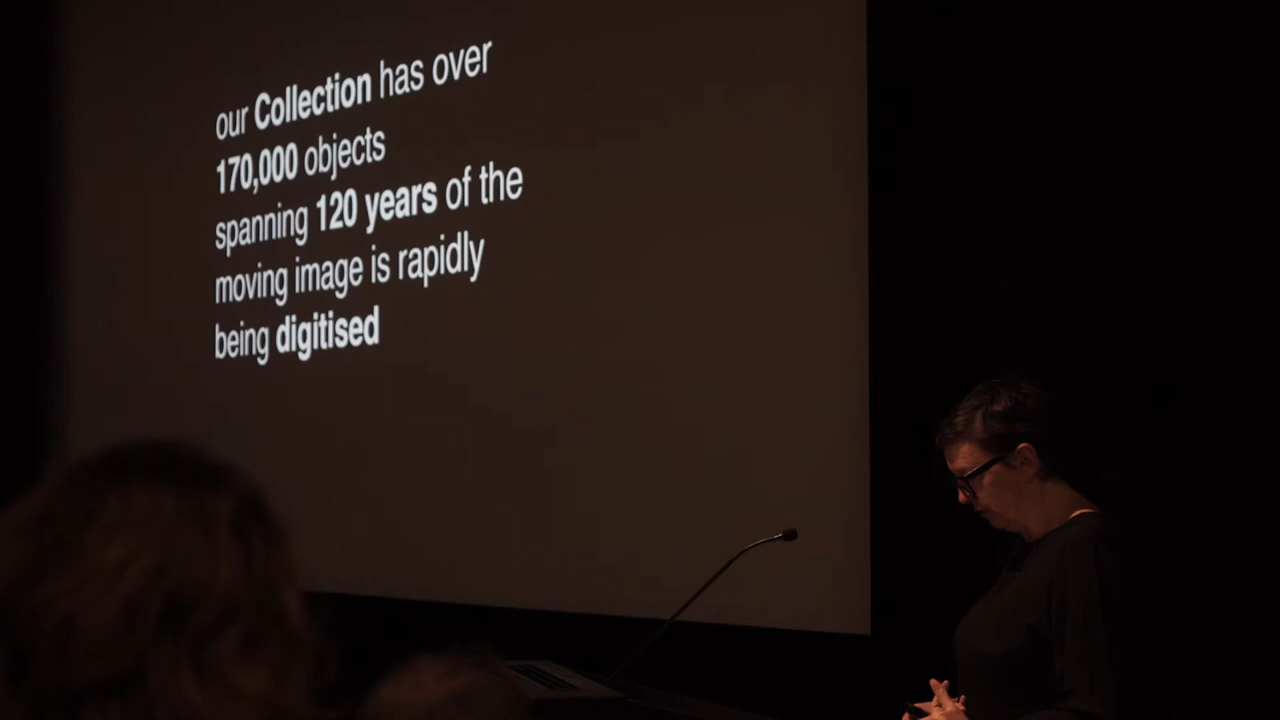 our Collection has over
170,000 objects
spanning 120 years of the
moving image is rapidly
being digitised